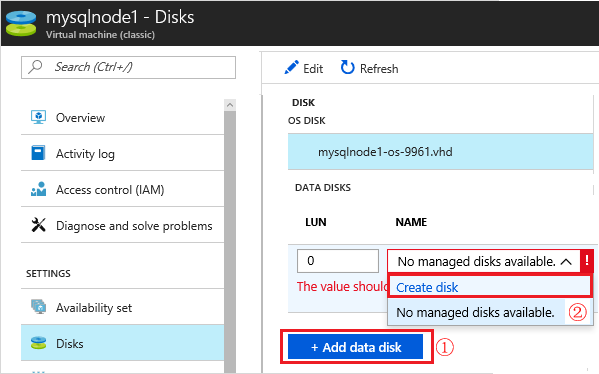 mysqlnode1 - Disks
Virtual machine (classic)
Search (Ctrl+/)
Overview
Activity log
Access control (IAM)
Diagnose and solve problems
SETTINGS
Availability set
Disks
Edit
Refresh
DISK
OS DISK
mysqlnode1-os-9961.vhd
DATA DISKS
LUN NAME
0 No managed disks available. !
The value should
Create disk
No managed disks available. ②
+ Add data disk ①